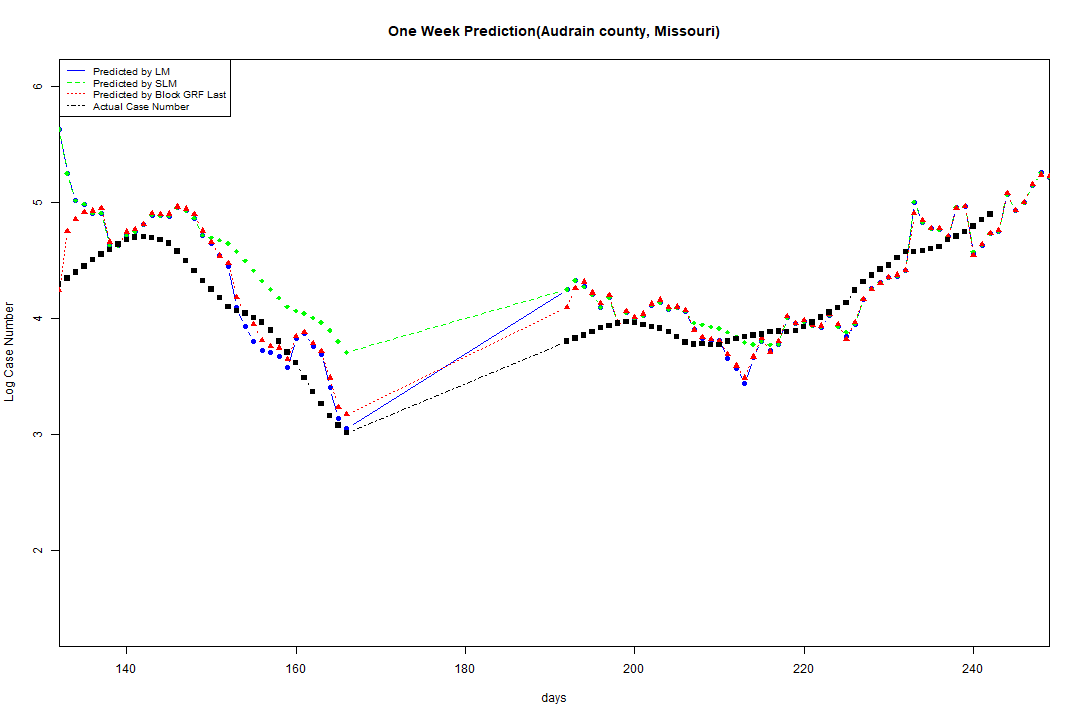 One Week Prediction(Audrain county, Missouri)
Predicted by LM
Predicted by SLM
Predicted by Block GRF Last
Actual Case Number
6
5
4
3
2
Log Case Number
140 160 180 200 220 240
days